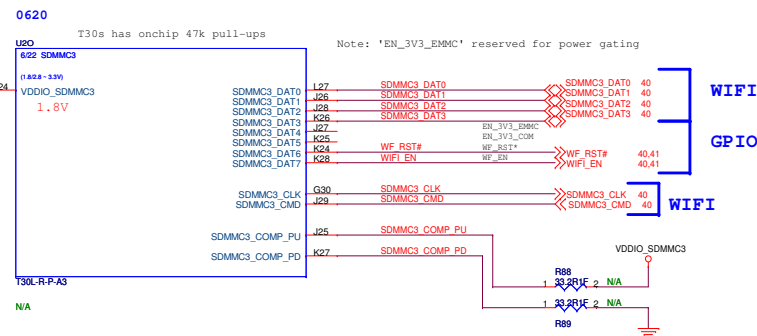 0620
T30s has onchip 47k pull-ups
Note: 'EN_3V3_EMMC' reserved for power gating
U2O
6/22 SDMMC3
(1.8/2.8 ~ 3.3V)
24
VDDIO_SDMMC3
1.8V
SDMMC3_DAT0 L27 SDMMC3_DAT0 SDMMC3_DAT0 40
SDMMC3_DAT1 J26 SDMMC3_DAT1 SDMMC3_DAT1 40
SDMMC3_DAT2 J28 SDMMC3_DAT2 SDMMC3_DAT2 40
SDMMC3_DAT3 K26 SDMMC3_DAT3 SDMMC3_DAT3 40
WIFI
SDMMC3_DAT4 J27 EN_3V3_EMMC
SDMMC3_DAT5 K25 EN_3V3_COM
SDMMC3_DAT6 K24 WF_RST# WF_RST* WF_RST# 40,41
SDMMC3_DAT7 K28 WIFI_EN WF_EN WIFI_EN 40,41
GPIO
SDMMC3_CLK G30 SDMMC3_CLK SDMMC3_CLK 40
SDMMC3_CMD J29 SDMMC3_CMD SDMMC3_CMD 40
WIFI
SDMMC3_COMP_PU J25 SDMMC3_COMP_PU
SDMMC3_COMP_PD K27 SDMMC3_COMP_PD
VDDIO_SDMMC3
T30L-R-P-A3
N/A
R88
1 33.2R1F 2 N/A
1 33.2R1F 2 N/A
R89